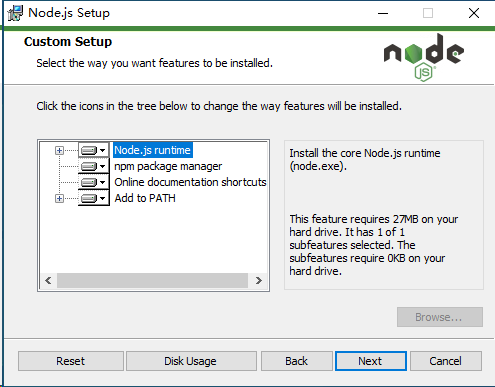 Node.js Setup
Custom Setup
Select the way you want features to be installed.
node
JS
Click the icons in the tree below to change the way features will be installed.
Node.js runtime
npm package manager
Online documentation shortcuts
Add to PATH
Install the core Node.js runtime
(node.exe).
This feature requires 27MB on your
hard drive. It has 1 of 1
subfeatures selected. The
subfeatures require 0KB on your
hard drive.
Browse...
Reset
Disk Usage
Back
Next
Cancel